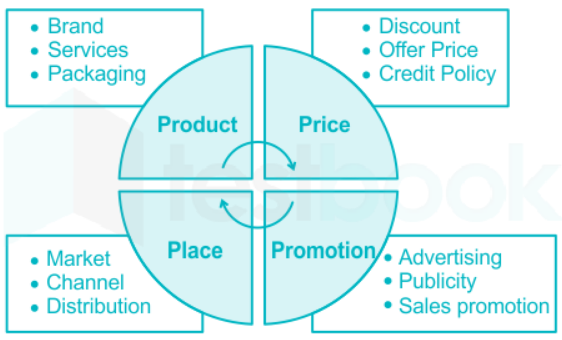 • Brand
• Services
• Packaging
• Discount
• Offer Price
• Credit Policy
Product
Price
Place
Promotion
• Market
• Channel
• Distribution
• Advertising
• Publicity
• Sales promotion
testbook